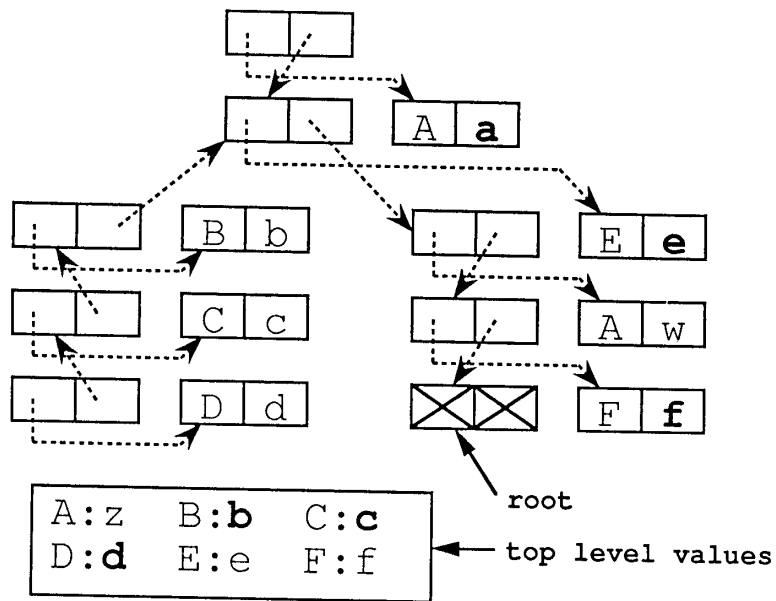 A a
B b
E e
C c
A w
D d
F f
root
A:z B:b C:c
D:d E:e F:f
top level values